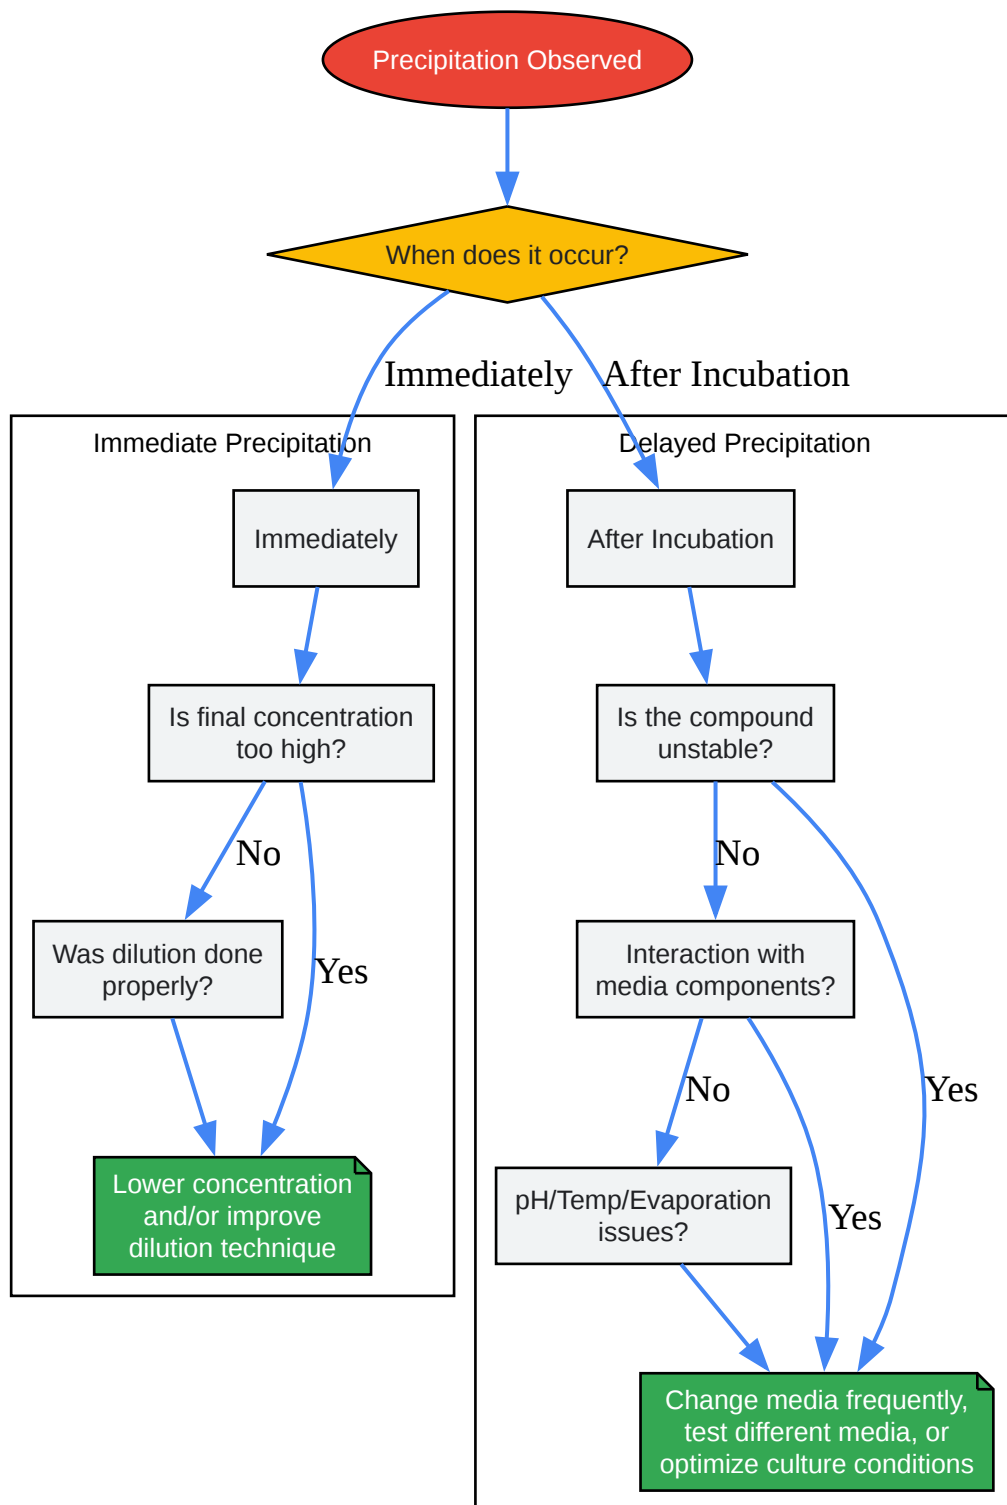 Precipitation Observed
When does it occur?
Immediately
After Incubation
Immediate Precipitation
Immediately
Is final concentration
too high?
No
Was dilution done
properly?
Yes
Lower concentration
and/or improve
dilution technique
Delayed Precipitation
After Incubation
Is the compound
unstable?
No
Interaction with
media components?
No
Yes
pH/Temp/Evaporation
issues?
Yes
Change media frequently,
test different media, or
optimize culture conditions